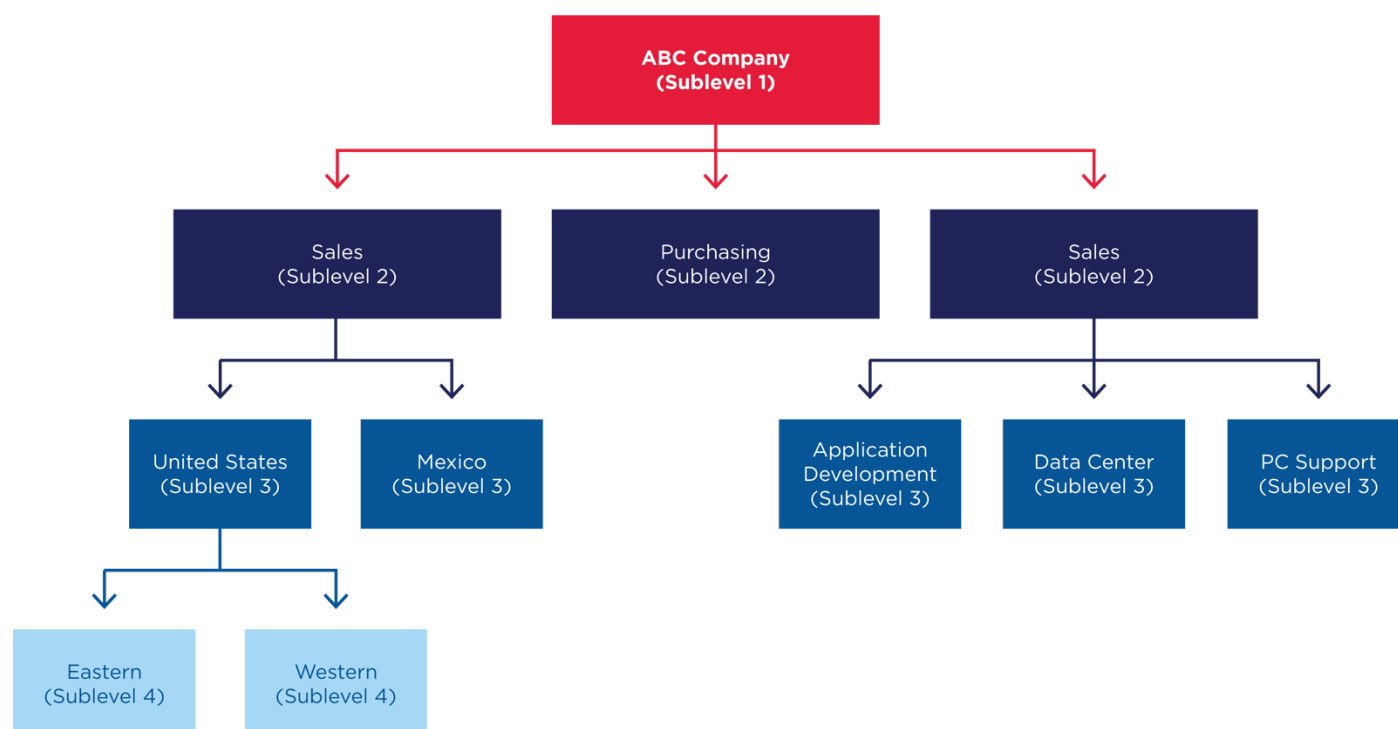 ABC Company
(Sublevel 1)
Sales
(Sublevel 2)
Purchasing
(Sublevel 2)
Sales
(Sublevel 2)
United States
(Sublevel 3)
Mexico
(Sublevel 3)
Application
Development
(Sublevel 3)
Data Center
(Sublevel 3)
PC Support
(Sublevel 3)
Eastern
(Sublevel 4)
Western
(Sublevel 4)